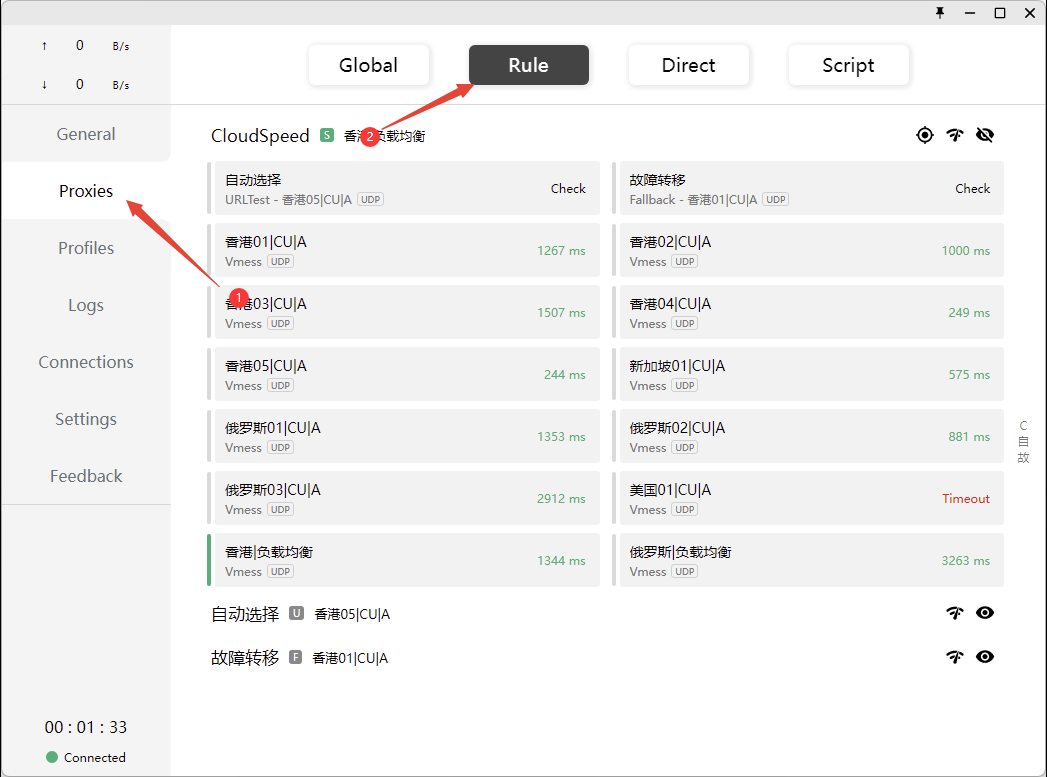 ↑ 0 B/s
↓ 0 B/s
General
Proxies
Profiles
Logs
Connections
Settings
Feedback
00 : 01 : 33
Connected
Global Rule Direct Script
CloudSpeed S 香港|负载均衡
2
自动选择
URLTest - 香港05|CU|A UDP
Check
故障转移
Fallback - 香港01|CU|A UDP
Check
香港01|CU|A
Vmess UDP
1267 ms
香港02|CU|A
Vmess UDP
1000 ms
1
香港03|CU|A
Vmess UDP
1507 ms
香港04|CU|A
Vmess UDP
249 ms
香港05|CU|A
Vmess UDP
244 ms
新加坡01|CU|A
Vmess UDP
575 ms
俄罗斯01|CU|A
Vmess UDP
1353 ms
俄罗斯02|CU|A
Vmess UDP
881 ms
俄罗斯03|CU|A
Vmess UDP
2912 ms
美国01|CU|A
Vmess UDP
Timeout
香港|负载均衡
Vmess UDP
1344 ms
俄罗斯|负载均衡
Vmess UDP
3263 ms
自动选择 U 香港05|CU|A
故障转移 F 香港01|CU|A
C
自
故